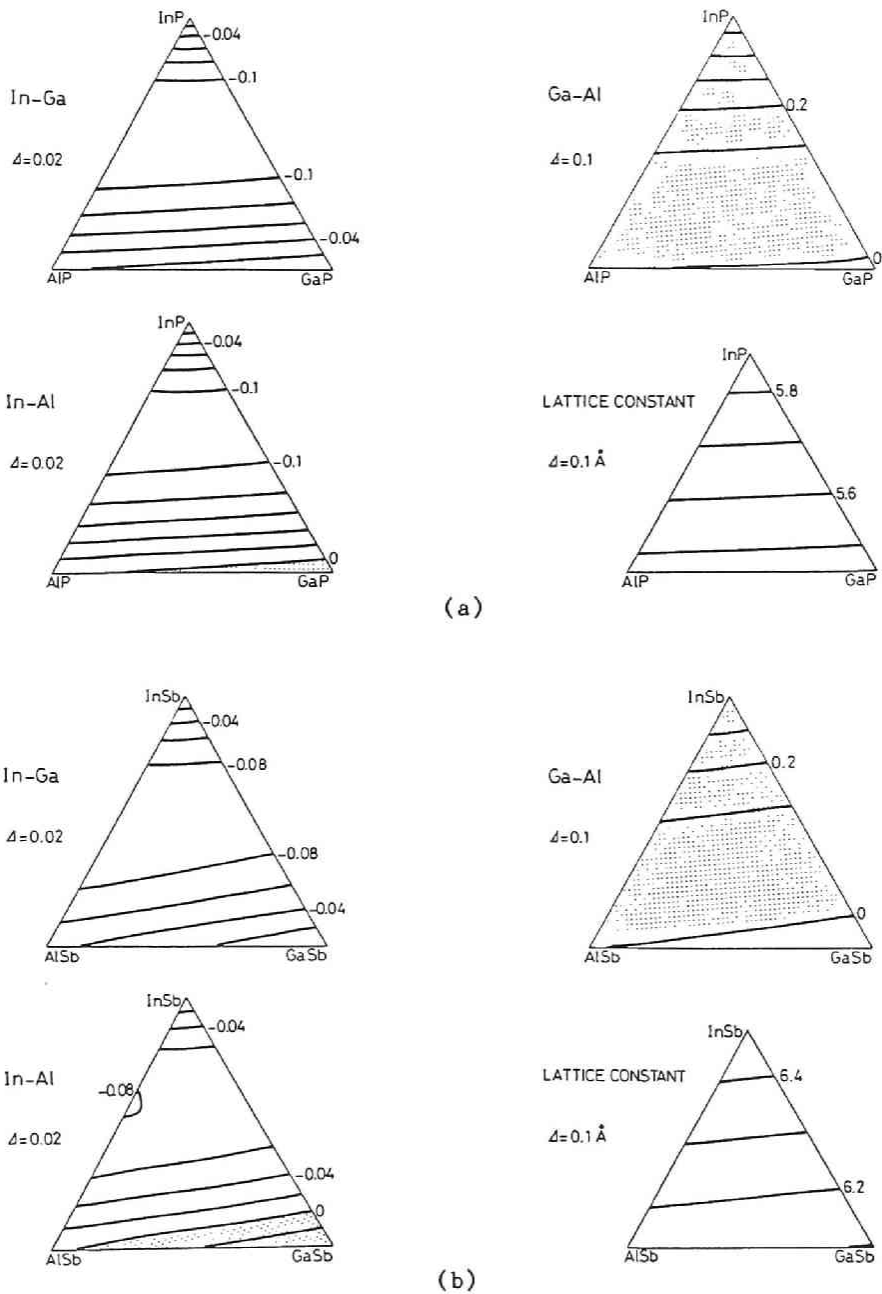 InP
-0.04
-0.1
In-Ga
Δ=0.02
-0.1
-0.04
AlP
GaP
InP
Ga-Al
0.2
Δ=0.1
0
AlP
GaP
InP
-0.04
-0.1
In-Al
Δ=0.02
-0.1
0
AlP
GaP
InP
5.8
LATTICE CONSTANT
Δ=0.1 Å
5.6
AlP
GaP
(a)
InSb
-0.04
-0.08
In-Ga
Δ=0.02
-0.08
-0.04
AlSb
GaSb
InSb
0.2
Ga-Al
Δ=0.1
0
AlSb
GaSb
InSb
-0.04
In-Al
-0.08
Δ=0.02
-0.04
0
AlSb
GaSb
InSb
6.4
LATTICE CONSTANT
Δ=0.1 Å
6.2
AlSb
GaSb
(b)